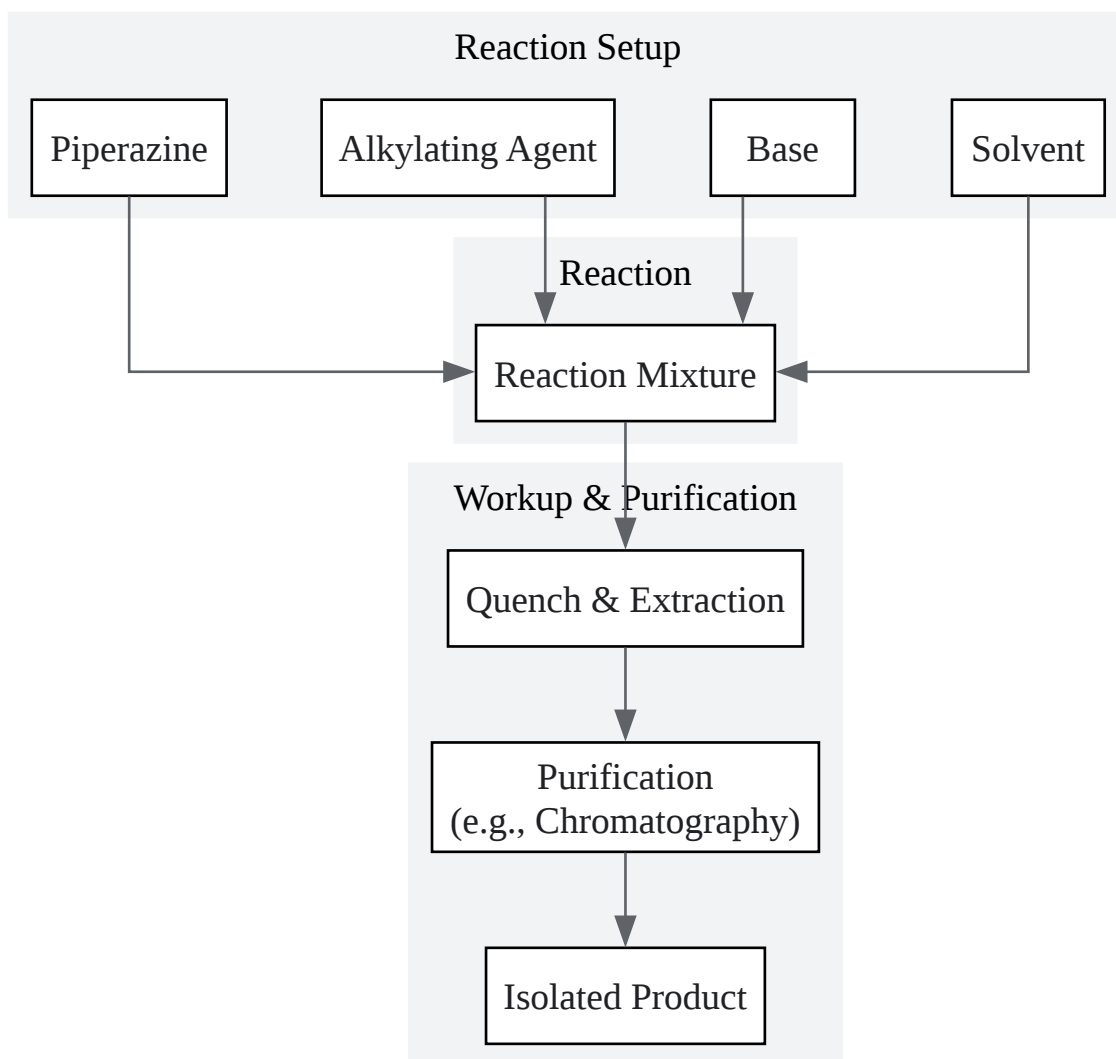 Reaction Setup
Piperazine
Alkylating Agent
Base
Solvent
Reaction
Reaction Mixture
Workup & Purification
Quench & Extraction
Purification
(e.g., Chromatography)
Isolated Product